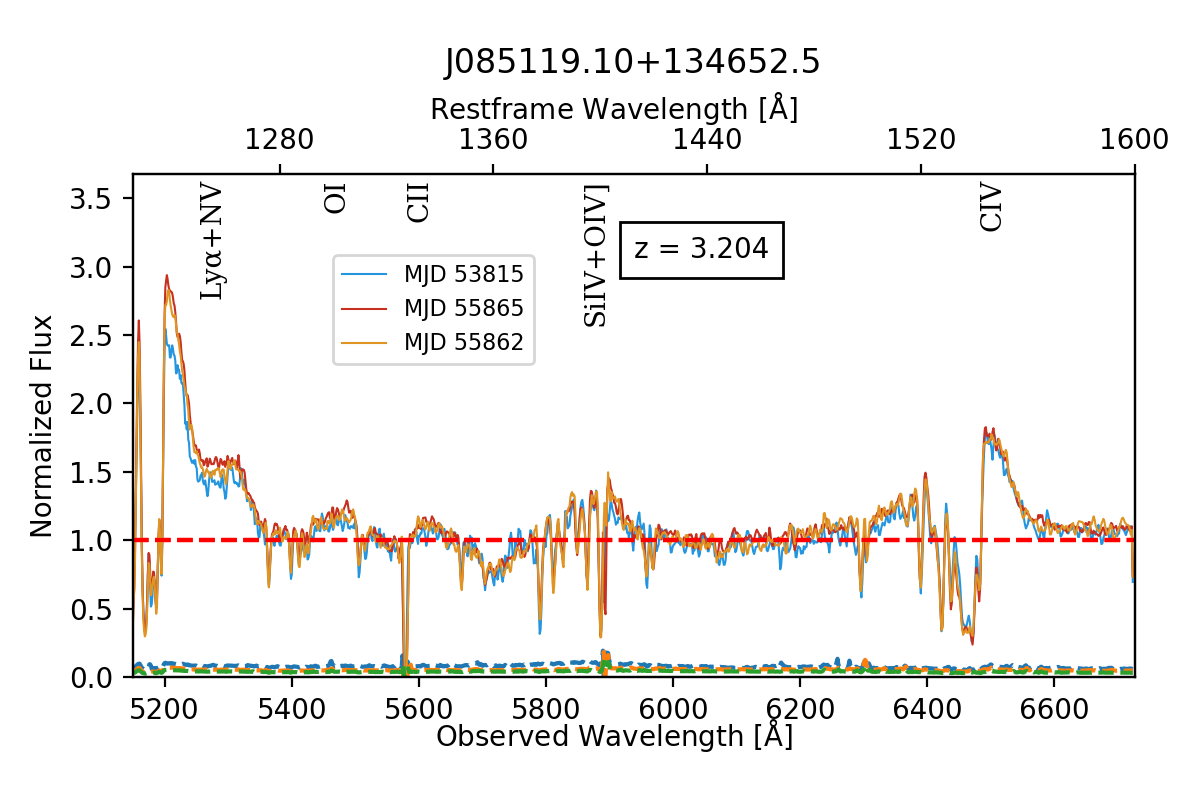 J085119.10+134652.5
Restframe Wavelength [Å]
1280 1360 1440 1520 1600
3.5
3.0
2.5
2.0
1.5
1.0
0.5
0.0
Normalized Flux
Lyα+NV
OI
CII
SiIV+OIV]
CIV
z = 3.204
MJD 53815
MJD 55865
MJD 55862
5200 5400 5600 5800 6000 6200 6400 6600
Observed Wavelength [Å]